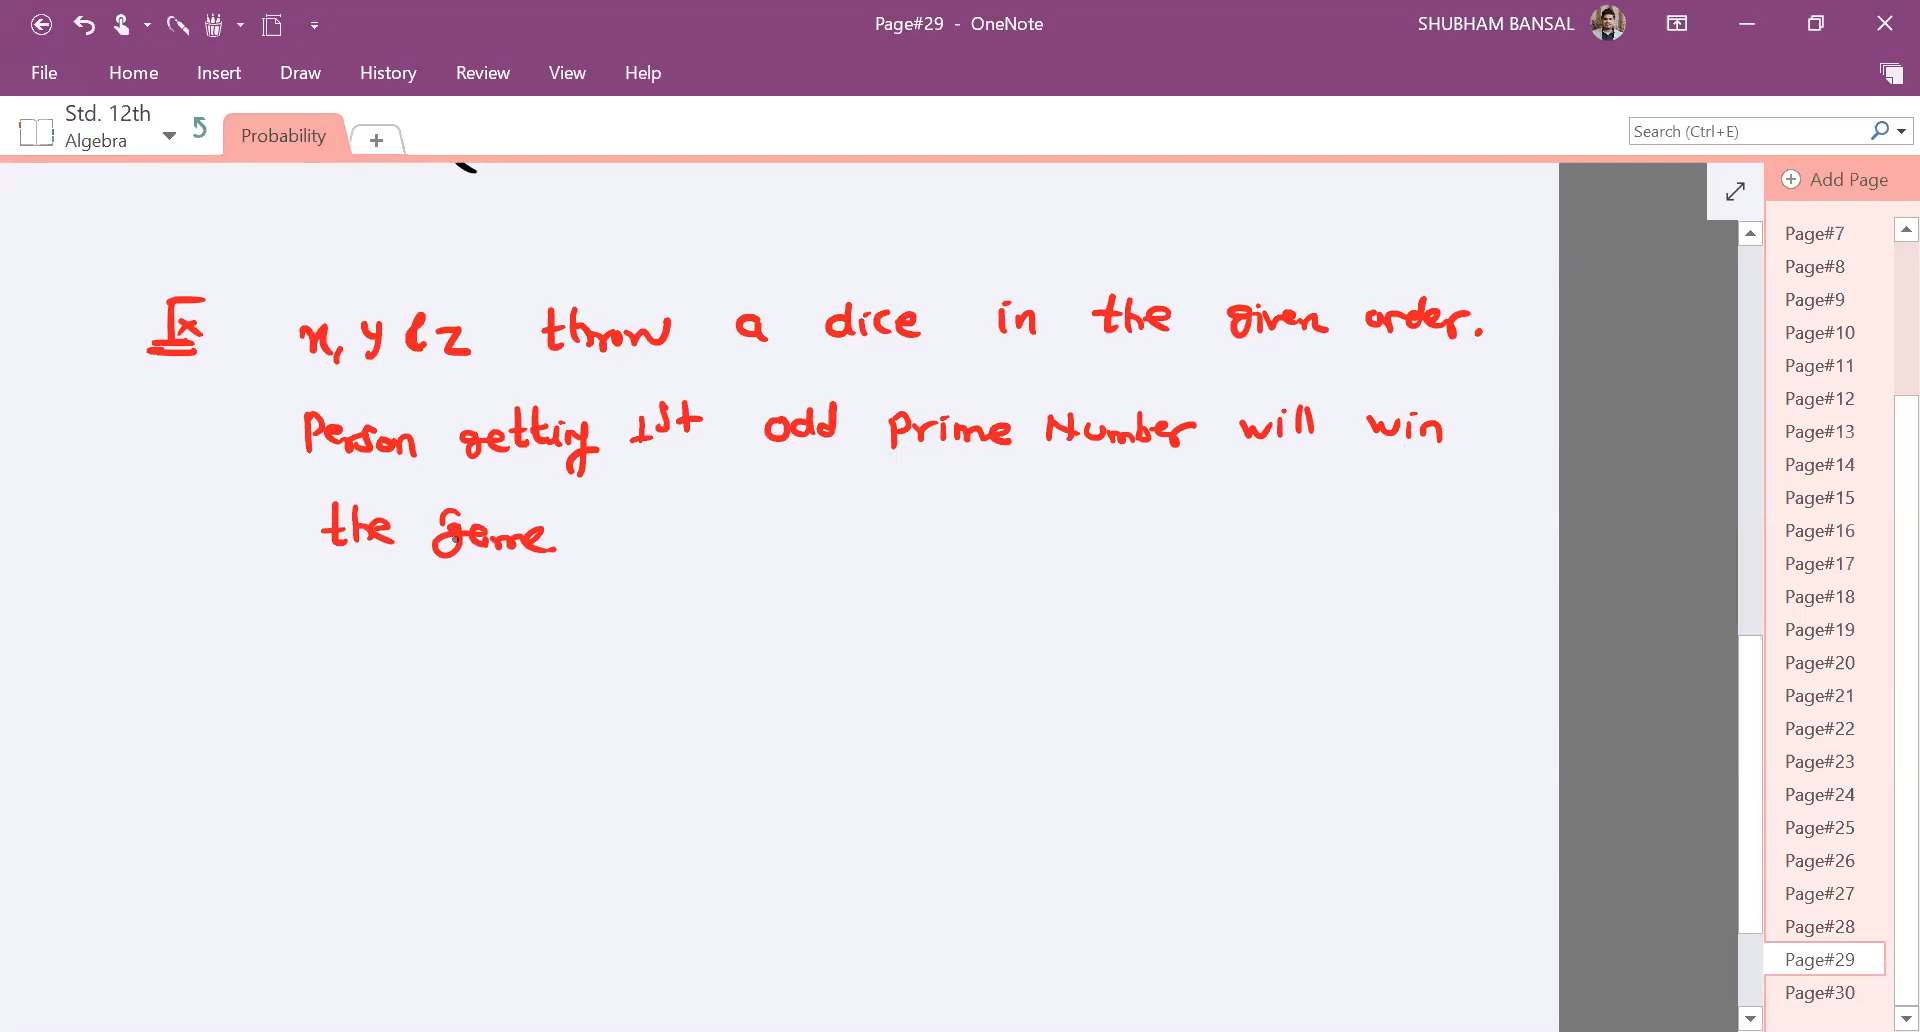 Page#29 - OneNote
SHUBHAM BANSAL
File Home Insert Draw History Review View Help
Std. 12th
Algebra
Probability
Search (Ctrl+E)
Add Page
Ex x, y & z throw a dice in the given order.
Person getting 1st odd prime Number will win
the game
Page#7
Page#8
Page#9
Page#10
Page#11
Page#12
Page#13
Page#14
Page#15
Page#16
Page#17
Page#18
Page#19
Page#20
Page#21
Page#22
Page#23
Page#24
Page#25
Page#26
Page#27
Page#28
Page#29
Page#30